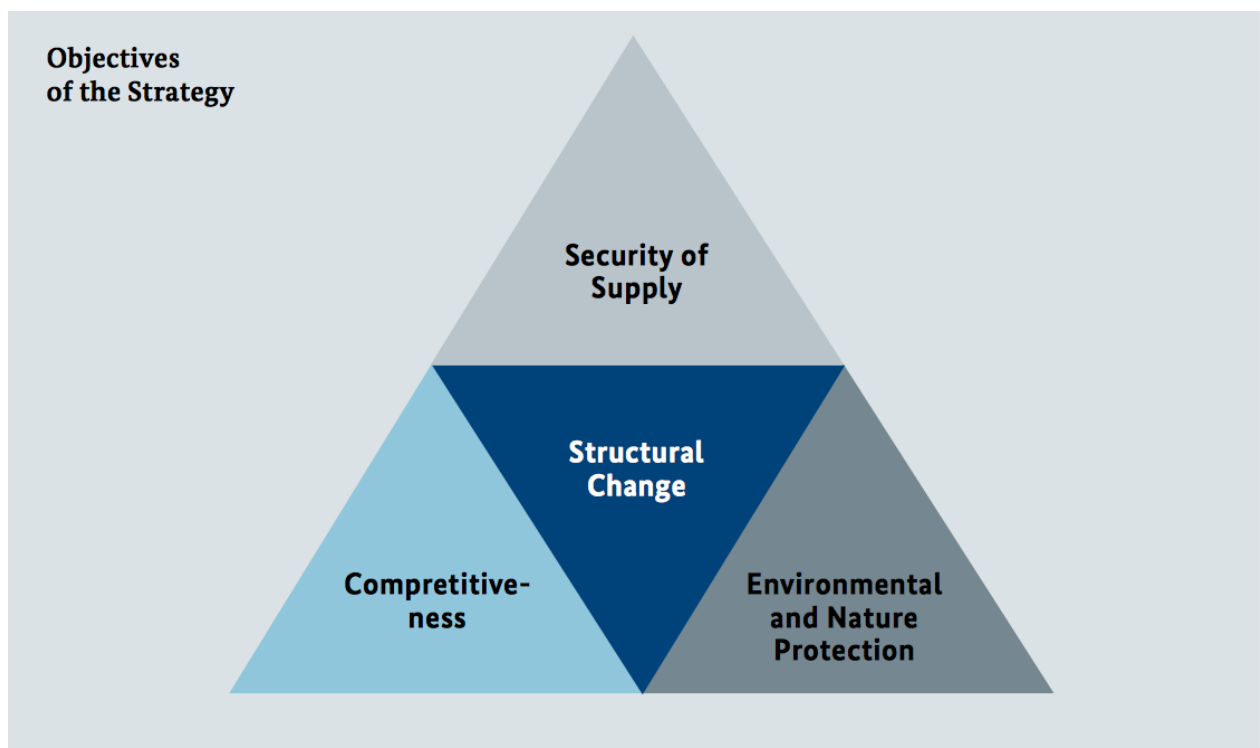 Objectives
of the Strategy
Security of
Supply
Structural
Change
Compretitive-
ness
Environmental
and Nature
Protection